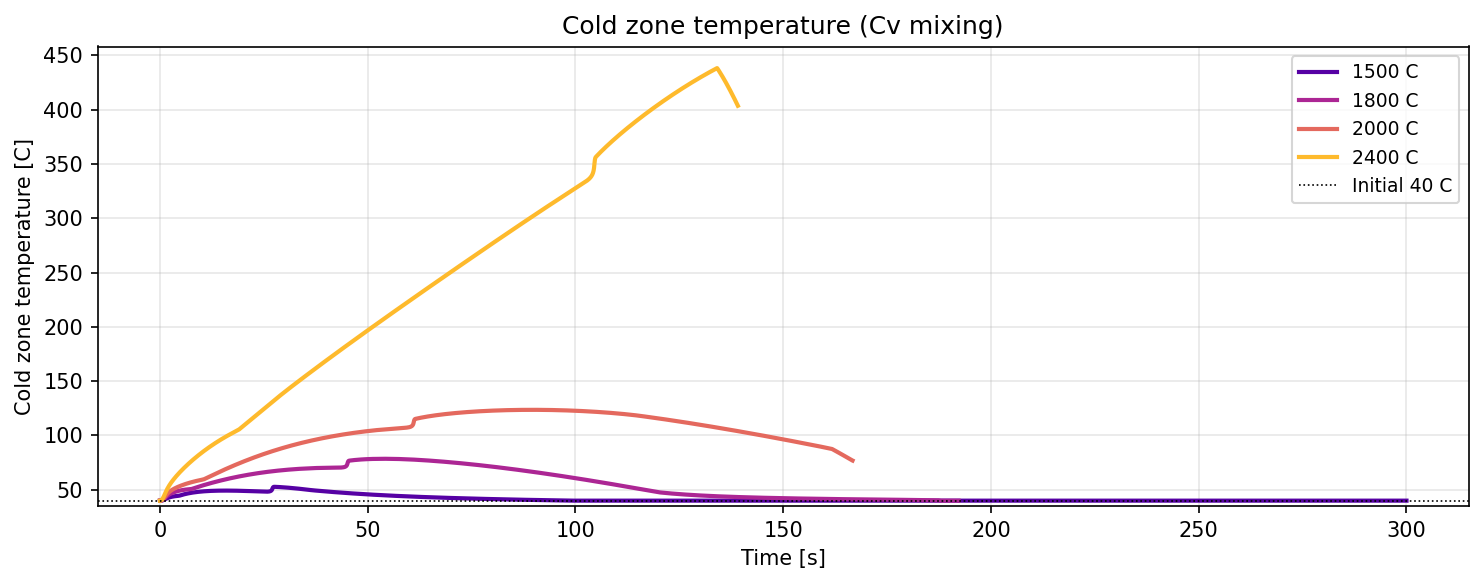 Cold zone temperature (Cv mixing)
Cold zone temperature [C]
450
400
350
300
250
200
150
100
50
0
50
100
150
200
250
300
Time [s]
1500 C
1800 C
2000 C
2400 C
Initial 40 C